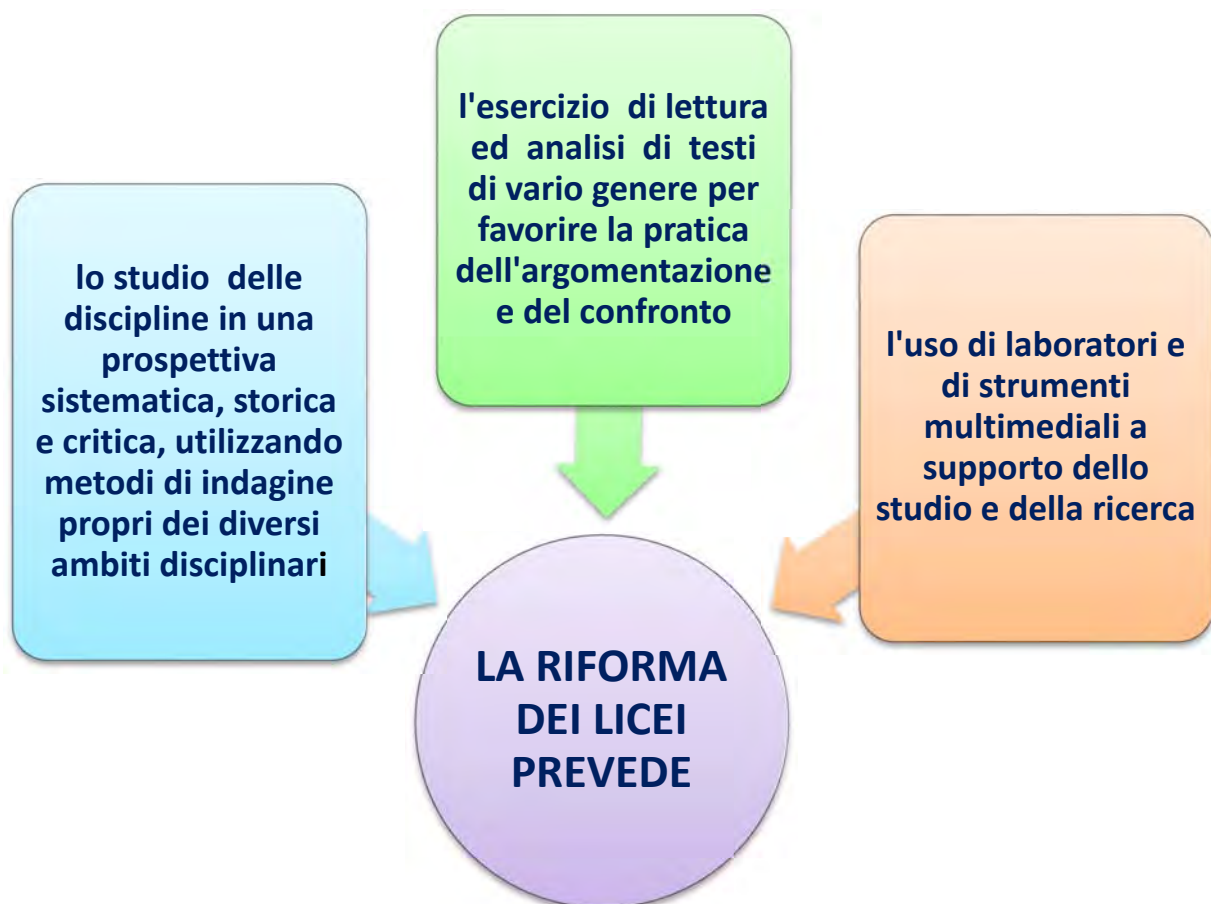 lo studio  delle
discipline in una
prospettiva
sistematica, storica
e critica, utilizzando
metodi di indagine
propri dei diversi
ambiti disciplinari
l'esercizio  di lettura
ed  analisi  di  testi
di vario genere per
favorire la pratica
dell'argomentazione
e del confronto
l'uso di laboratori e
di strumenti
multimediali a
supporto dello
studio e della ricerca
LA RIFORMA
DEI LICEI
PREVEDE